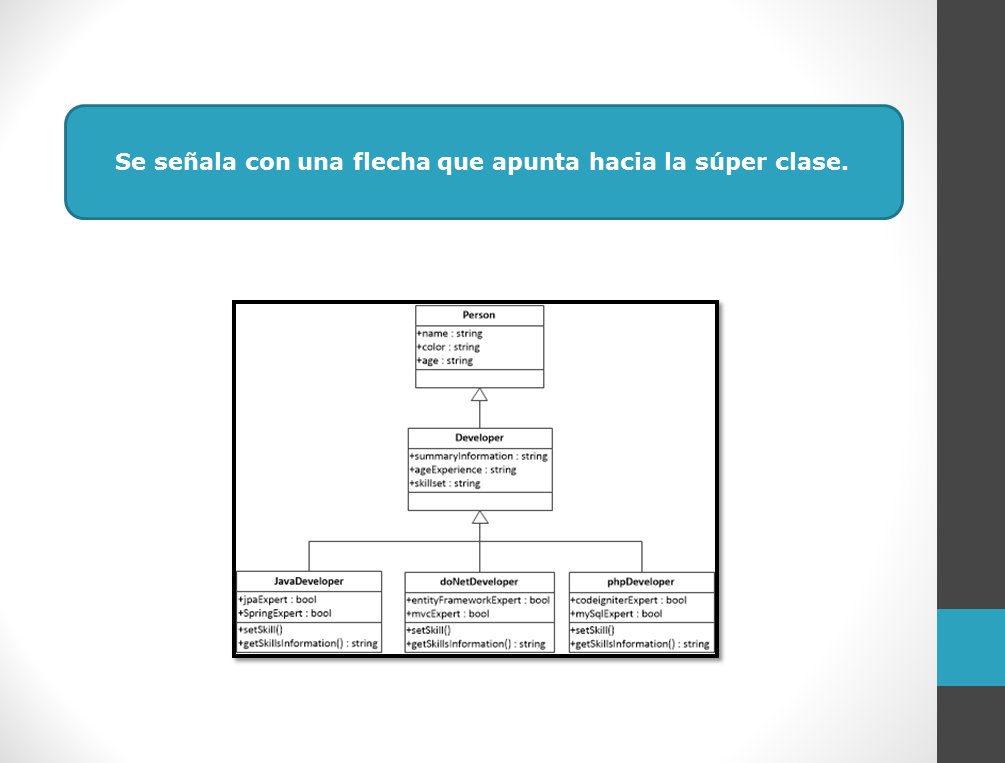 Se señala con una flecha que apunta hacia la súper clase.
Person
+name : string
+color : string
+age : string
Developer
+summaryInformation : string
+ageExperience : string
+skillset : string
JavaDeveloper
+jpaExpert : bool
+SpringExpert : bool
+setSkill()
+getSkillsInformation() : string
doNetDeveloper
+entityFrameworkExpert : bool
+mvcExpert : bool
+setSkill()
+getSkillsInformation() : string
phpDeveloper
+codeigniterExpert : bool
+mySqlExpert : bool
+setSkill()
+getSkillsInformation() : string